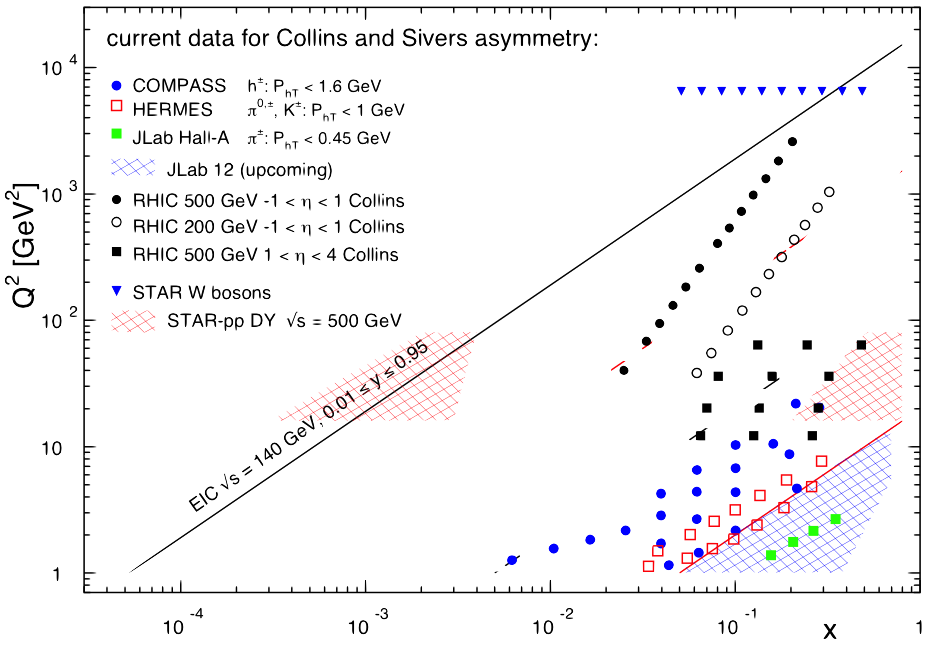 current data for Collins and Sivers asymmetry:
COMPASS h±: PhT < 1.6 GeV
HERMES π0,±, K±: PhT < 1 GeV
JLab Hall-A π±: PhT < 0.45 GeV
JLab 12 (upcoming)
RHIC 500 GeV -1 < η < 1 Collins
RHIC 200 GeV -1 < η < 1 Collins
RHIC 500 GeV 1 < η < 4 Collins
STAR W bosons
STAR-pp DY √s = 500 GeV
EIC √s = 140 GeV, 0.01 ≤ y ≤ 0.95
Q2 [GeV2]
10 4
10 3
10 2
10
1
10 -4
10 -3
10 -2
10 -1
1
x